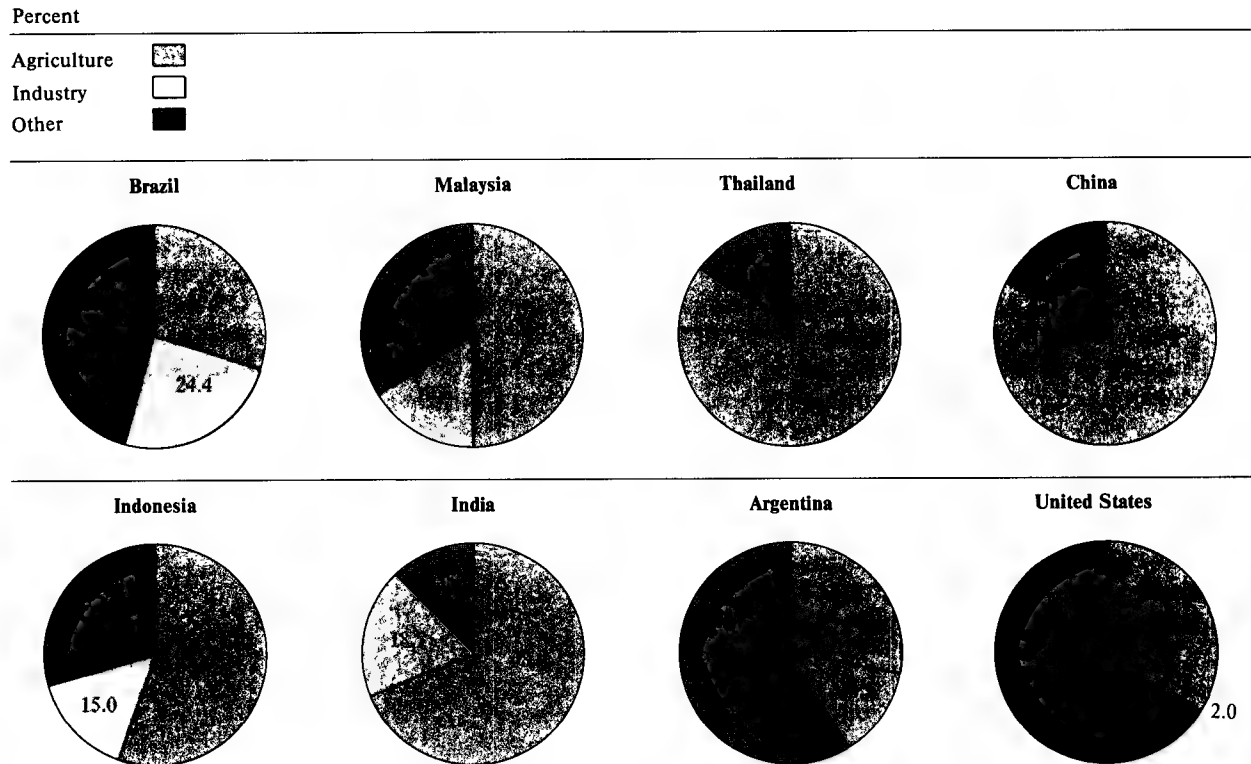 Percent
Agriculture
Industry
Other
Brazil
Malaysia
Thailand
China
24.4
Indonesia
India
Argentina
United States
15.0
2.0